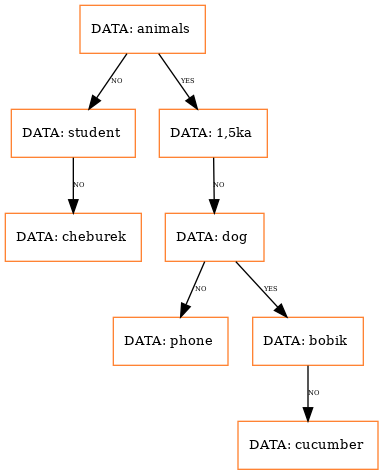 DATA: animals
NO
YES
DATA: student
DATA: 1,5ka
NO
NO
DATA: cheburek
DATA: dog
NO
YES
DATA: phone
DATA: bobik
NO
DATA: cucumber